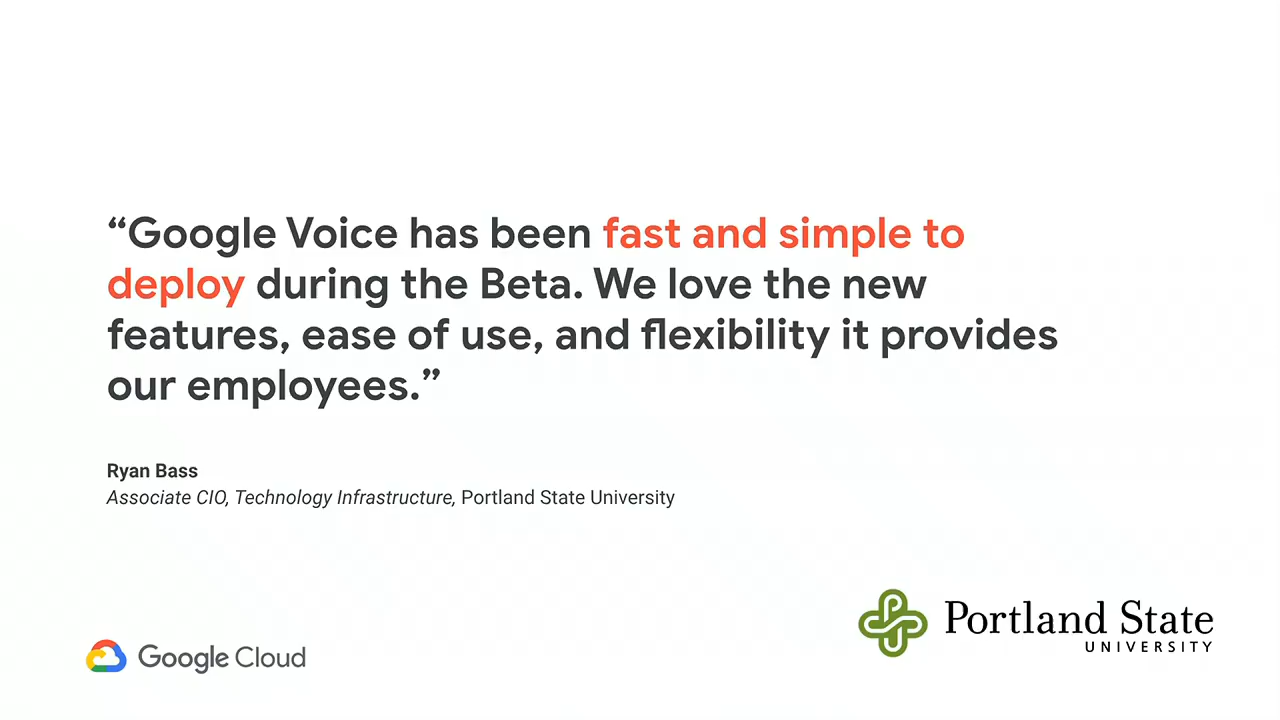 “Google Voice has been fast and simple to
deploy during the Beta. We love the new
features, ease of use, and flexibility it provides
our employees.”
Ryan Bass
Associate CIO, Technology Infrastructure, Portland State University
Google Cloud
Portland State
UNIVERSITY